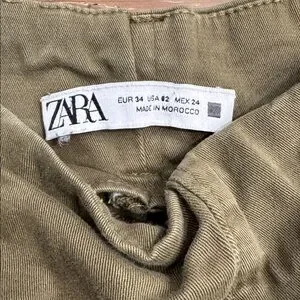 ZARA
EUR 34 USA 02 MEX 24
MADE IN MOROCCO